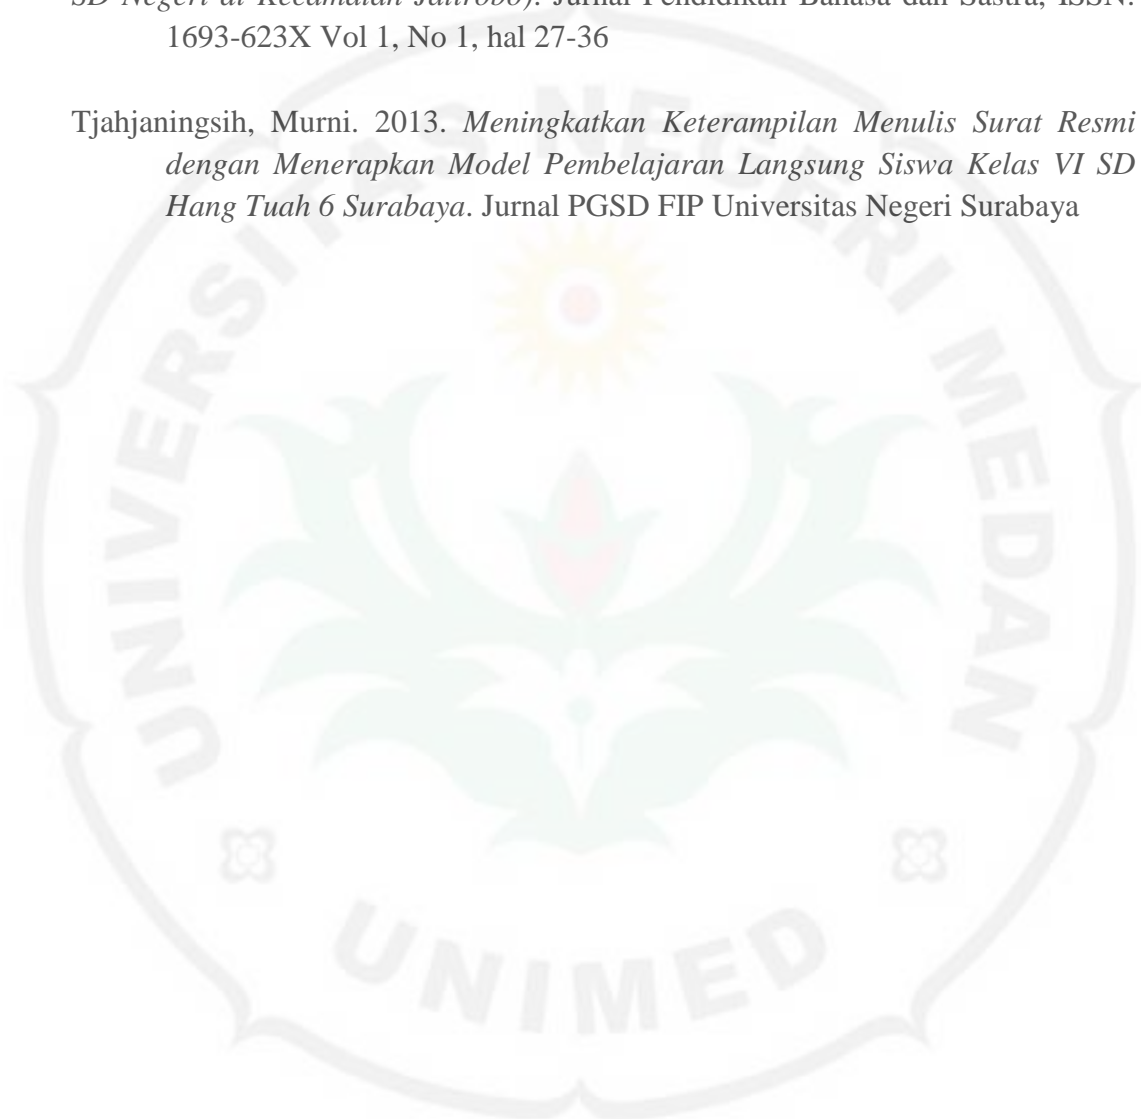 SD Negeri di Kecamatan Jatirobo). Jurnal Pendidikan Bahasa dan Sastra, ISSN:
1693-623X Vol 1, No 1, hal 27-36
Tjahjaningsih, Murni. 2013. Meningkatkan Keterampilan Menulis Surat Resmi
dengan Menerapkan Model Pembelajaran Langsung Siswa Kelas VI SD
Hang Tuah 6 Surabaya. Jurnal PGSD FIP Universitas Negeri Surabaya
UNIVERSITAS NEGERI MEDAN
UNIMED